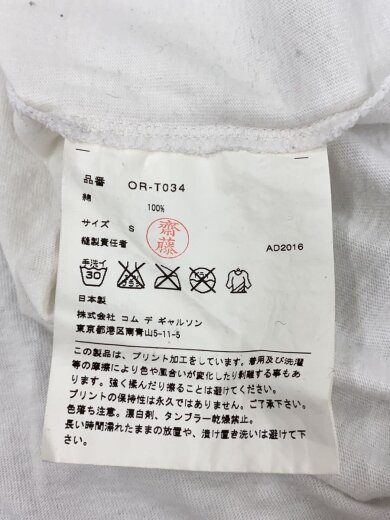 品番 OR-T034
綿 100%
サイズ S
齋藤
縫製責任者 AD2016
手洗イ
30
日本製
株式会社 コム デ ギャルソン
東京都港区南青山5-11-5
この製品は、プリント加工をしています。着用及び洗濯
等の摩擦により色や風合いが変化したり剥離する事もあ
ります。強く揉んだり擦ることは避けてください。
プリントの保持性は永久ではありません。ご了承下さい。
色落ち注意。漂白剤、タンブラー乾燥禁止。
長い時間濡れたままの放置や、漬け置き洗いは避けて下
さい。